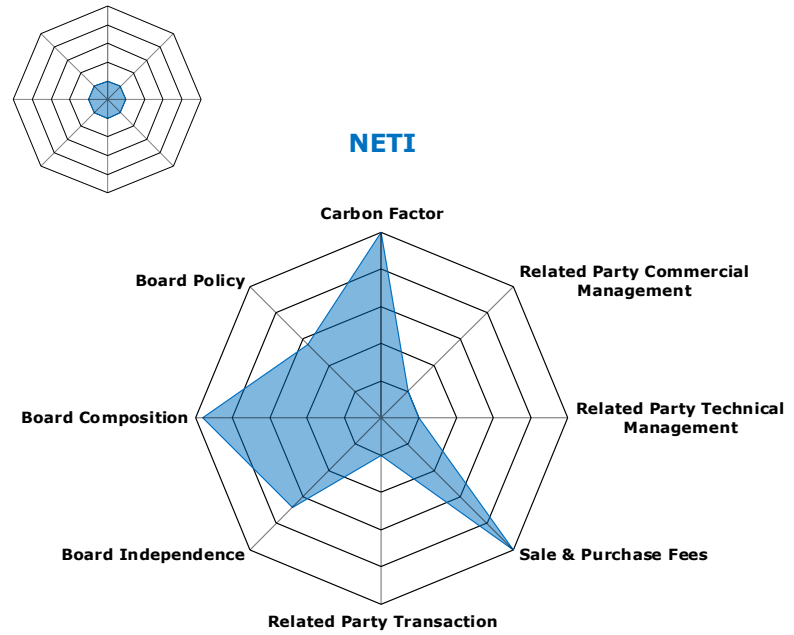 NETI
Carbon Factor
Board Policy
Related Party Commercial
Management
Board Composition
Related Party Technical
Management
Board Independence
Sale & Purchase Fees
Related Party Transaction